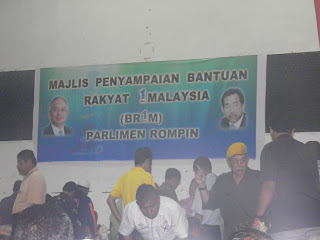 MAJLIS PENYAMPAIAN BANTUAN
RAKYAT 1MALAYSIA
(BR1M)
PARLIMEN ROMPIN